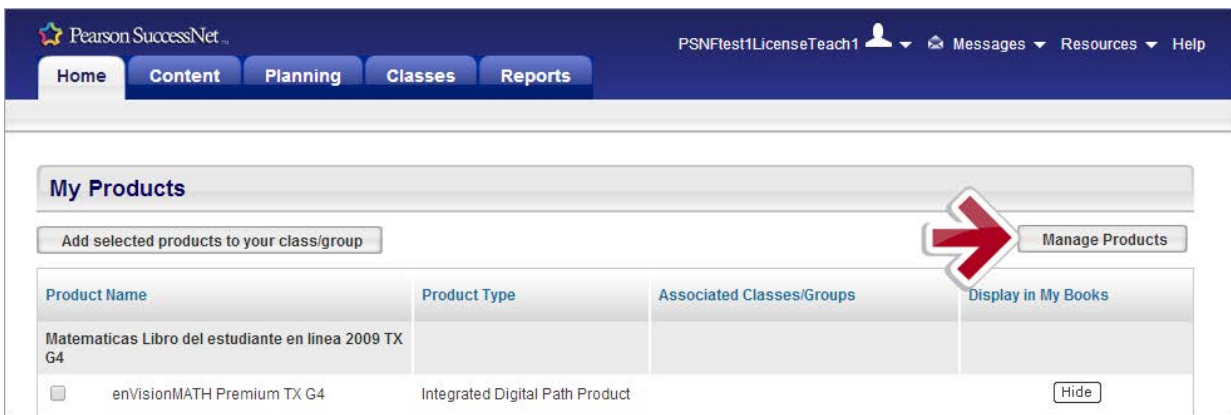 Pearson SuccessNet
PSNFtest1LicenseTeach1 Messages Resources Help
Home Content Planning Classes Reports
My Products
Add selected products to your class/group Manage Products
Product Name Product Type Associated Classes/Groups Display in My Books
Matematicas Libro del estudiante en linea 2009 TX
G4
enVisionMATH Premium TX G4 Integrated Digital Path Product Hide